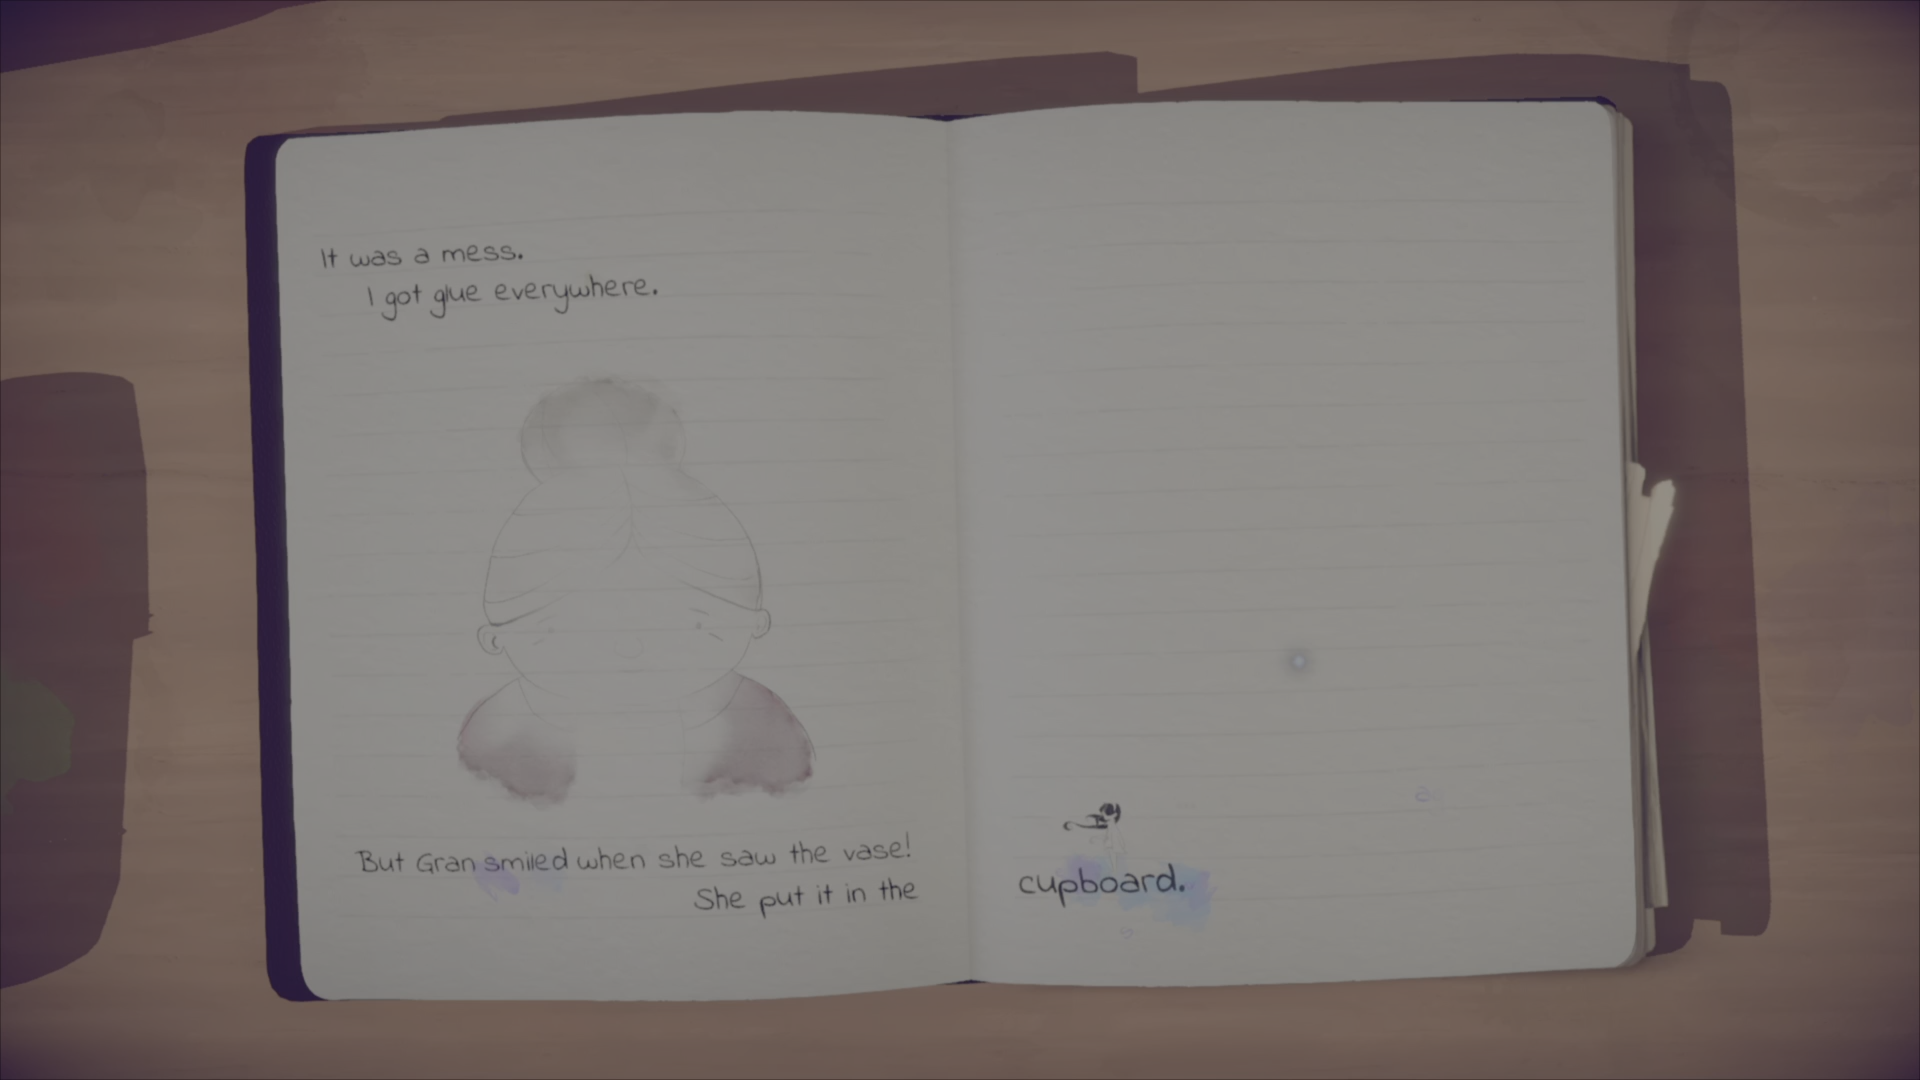 It was a mess.
I got glue everywhere.
But Gran smiled when she saw the vase!
She put it in the
cupboard.